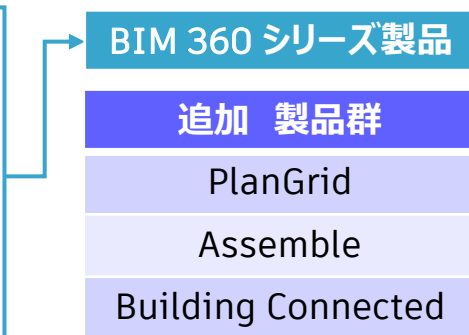 BIM 360 シリーズ製品
追加 製品群
PlanGrid
Assemble
Building Connected